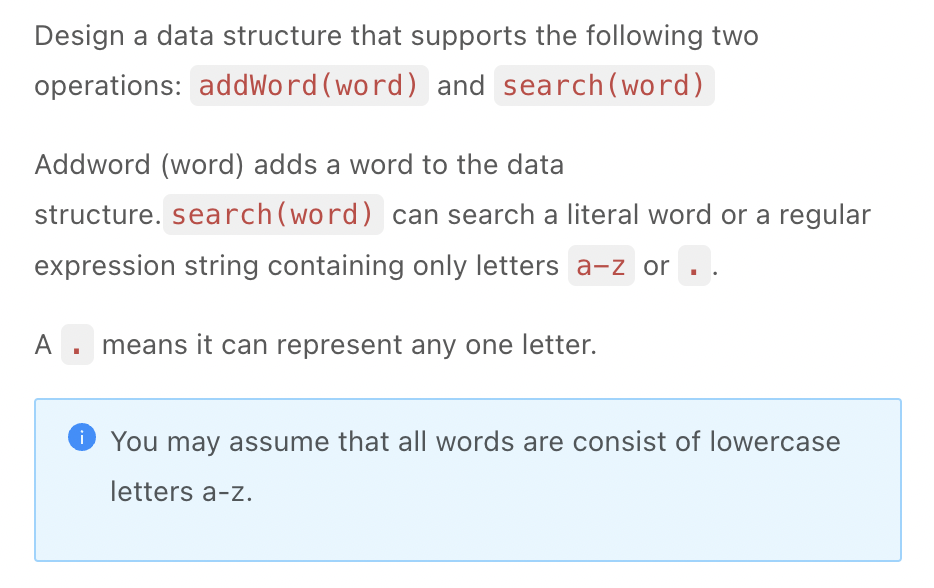 Design a data structure that supports the following two
operations: addWord(word) and search(word)
Addword (word) adds a word to the data
structure. search(word) can search a literal word or a regular
expression string containing only letters a-z or . .
A . means it can represent any one letter.
You may assume that all words are consist of lowercase
letters a-z.